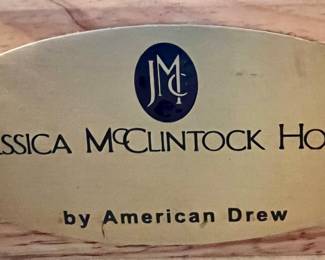 JMC
ESSICA McCLINTOCK HO
by American Drew